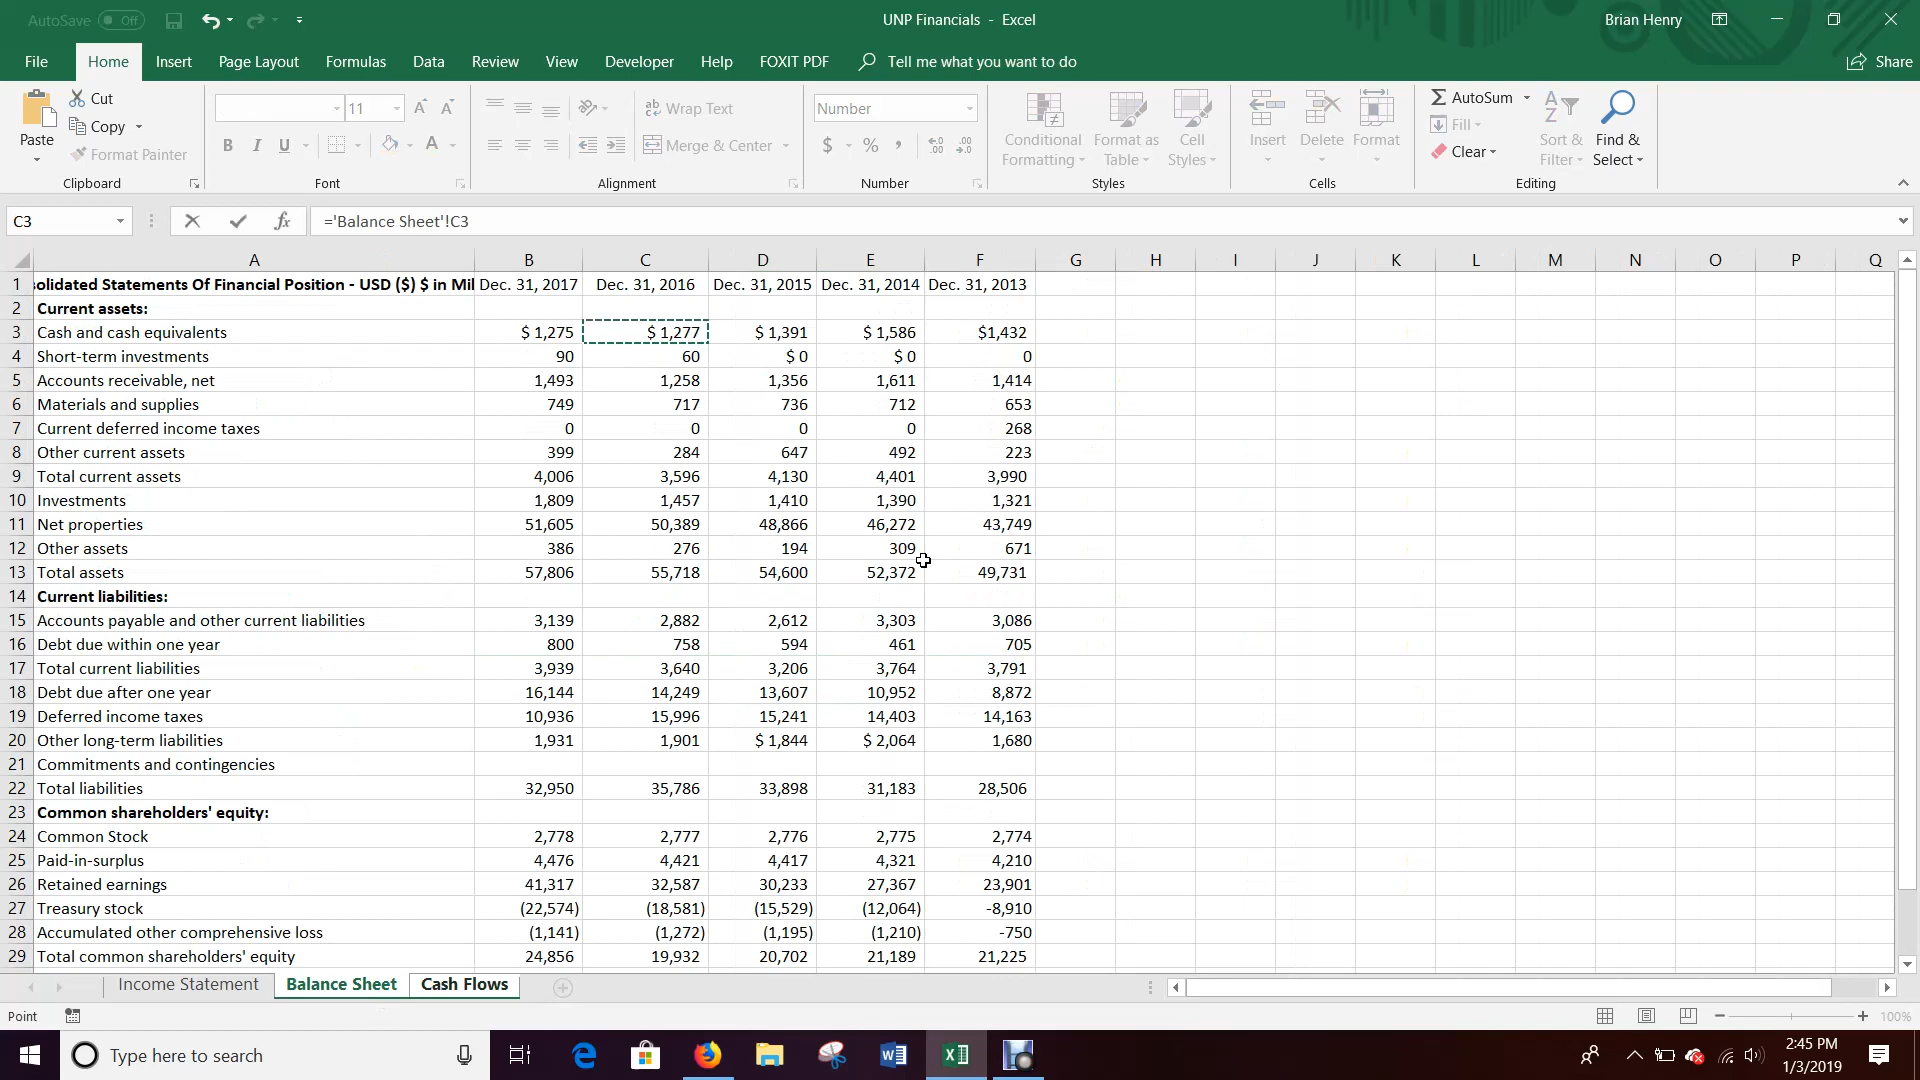 AutoSave Off
UNP Financials - Excel
Brian Henry
File Home Insert Page Layout Formulas Data Review View Developer Help FOXIT PDF Tell me what you want to do Share
Paste
Cut
Copy
Format Painter
Clipboard
11
A A
B I U A
Font
ab Wrap Text
Merge & Center
Alignment
Number
$ % ,
Number
Conditional Formatting
Format as Table
Cell Styles
Styles
Insert Delete Format
Cells
AutoSum
Fill
Clear
Sort & Filter
Find & Select
Editing
C3 fx ='Balance Sheet'!C3
A B C D E F G H I J K L M N O P Q
1 solidated Statements Of Financial Position - USD ($) $ in Mil Dec. 31, 2017 Dec. 31, 2016 Dec. 31, 2015 Dec. 31, 2014 Dec. 31, 2013
2 Current assets:
3 Cash and cash equivalents $ 1,275 $ 1,277 $ 1,391 $ 1,586 $1,432
4 Short-term investments 90 60 $ 0 $ 0 0
5 Accounts receivable, net 1,493 1,258 1,356 1,611 1,414
6 Materials and supplies 749 717 736 712 653
7 Current deferred income taxes 0 0 0 0 268
8 Other current assets 399 284 647 492 223
9 Total current assets 4,006 3,596 4,130 4,401 3,990
10 Investments 1,809 1,457 1,410 1,390 1,321
11 Net properties 51,605 50,389 48,866 46,272 43,749
12 Other assets 386 276 194 309 671
13 Total assets 57,806 55,718 54,600 52,372 49,731
14 Current liabilities:
15 Accounts payable and other current liabilities 3,139 2,882 2,612 3,303 3,086
16 Debt due within one year 800 758 594 461 705
17 Total current liabilities 3,939 3,640 3,206 3,764 3,791
18 Debt due after one year 16,144 14,249 13,607 10,952 8,872
19 Deferred income taxes 10,936 15,996 15,241 14,403 14,163
20 Other long-term liabilities 1,931 1,901 $ 1,844 $ 2,064 1,680
21 Commitments and contingencies
22 Total liabilities 32,950 35,786 33,898 31,183 28,506
23 Common shareholders' equity:
24 Common Stock 2,778 2,777 2,776 2,775 2,774
25 Paid-in-surplus 4,476 4,421 4,417 4,321 4,210
26 Retained earnings 41,317 32,587 30,233 27,367 23,901
27 Treasury stock (22,574) (18,581) (15,529) (12,064) -8,910
28 Accumulated other comprehensive loss (1,141) (1,272) (1,195) (1,210) -750
29 Total common shareholders' equity 24,856 19,932 20,702 21,189 21,225
Income Statement Balance Sheet Cash Flows
Point
100%
Type here to search
2:45 PM
1/3/2019